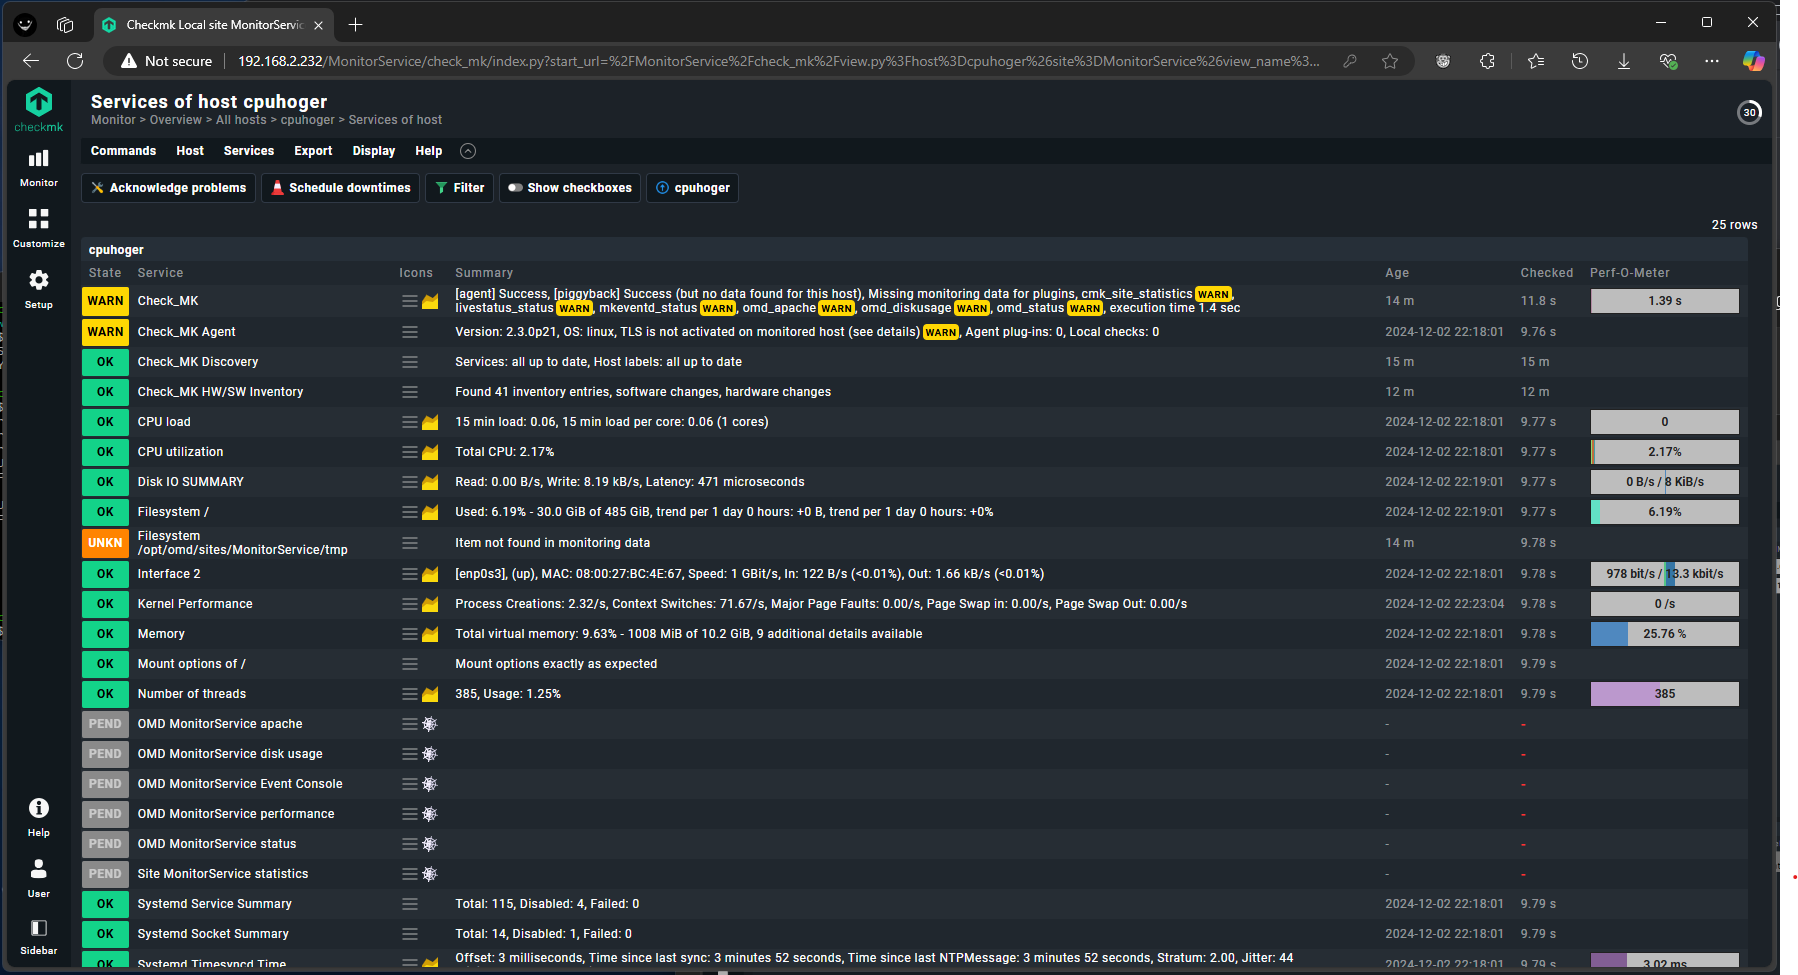 Checkmk Local site MonitorServic
Not secure
192.168.2.232/MonitorService/check_mk/index.py?start_url=%2FMonitorService%2Fcheck_mk%2Fview.py%3Fhost%3Dcpuhoger%26site%3DMonitorService%26view_name%3...
checkmk
Services of host cpuhoger
Monitor > Overview > All hosts > cpuhoger > Services of host
30
Monitor
Customize
Setup
Commands Host Services Export Display Help
Acknowledge problems Schedule downtimes Filter Show checkboxes cpuhoger
25 rows
cpuhoger
State Service Icons Summary Age Checked Perf-O-Meter
WARN Check_MK [agent] Success, [piggyback] Success (but no data found for this host), Missing monitoring data for plugins, cmk_site_statistics WARN, 14 m 11.8 s 1.39 s
livestatus_status WARN, mkeventd_status WARN, omd_apache WARN, omd_diskusage WARN, omd_status WARN, execution time 1.4 sec
WARN Check_MK Agent Version: 2.3.0p21, OS: linux, TLS is not activated on monitored host (see details) WARN, Agent plug-ins: 0, Local checks: 0 2024-12-02 22:18:01 9.76 s
OK Check_MK Discovery Services: all up to date, Host labels: all up to date 15 m 15 m
OK Check_MK HW/SW Inventory Found 41 inventory entries, software changes, hardware changes 12 m 12 m
OK CPU load 15 min load: 0.06, 15 min load per core: 0.06 (1 cores) 2024-12-02 22:18:01 9.77 s 0
OK CPU utilization Total CPU: 2.17% 2024-12-02 22:18:01 9.77 s 2.17%
OK Disk IO SUMMARY Read: 0.00 B/s, Write: 8.19 kB/s, Latency: 471 microseconds 2024-12-02 22:19:01 9.77 s 0 B/s / 8 KiB/s
OK Filesystem / Used: 6.19% - 30.0 GiB of 485 GiB, trend per 1 day 0 hours: +0 B, trend per 1 day 0 hours: +0% 2024-12-02 22:19:01 9.77 s 6.19%
UNKN Filesystem /opt/omd/sites/MonitorService/tmp Item not found in monitoring data 14 m 9.78 s
OK Interface 2 [enp0s3], (up), MAC: 08:00:27:BC:4E:67, Speed: 1 GBit/s, In: 122 B/s (<0.01%), Out: 1.66 kB/s (<0.01%) 2024-12-02 22:18:01 9.78 s 978 bit/s / 13.3 kbit/s
OK Kernel Performance Process Creations: 2.32/s, Context Switches: 71.67/s, Major Page Faults: 0.00/s, Page Swap in: 0.00/s, Page Swap Out: 0.00/s 2024-12-02 22:23:04 9.78 s 0 /s
OK Memory Total virtual memory: 9.63% - 1008 MiB of 10.2 GiB, 9 additional details available 2024-12-02 22:18:01 9.78 s 25.76 %
OK Mount options of / Mount options exactly as expected 2024-12-02 22:18:01 9.79 s
OK Number of threads 385, Usage: 1.25% 2024-12-02 22:18:01 9.79 s 385
PEND OMD MonitorService apache - -
PEND OMD MonitorService disk usage - -
PEND OMD MonitorService Event Console - -
PEND OMD MonitorService performance - -
PEND OMD MonitorService status - -
PEND Site MonitorService statistics - -
OK Systemd Service Summary Total: 115, Disabled: 4, Failed: 0 2024-12-02 22:18:01 9.79 s
OK Systemd Socket Summary Total: 14, Disabled: 1, Failed: 0 2024-12-02 22:18:01 9.79 s
OK Systemd Timesyncd Time Offset: 3 milliseconds, Time since last sync: 3 minutes 52 seconds, Time since last NTPMessage: 3 minutes 52 seconds, Stratum: 2.00, Jitter: 44 2024-12-02 22:18:01 9.79 s 3.02 ms
Help
User
Sidebar